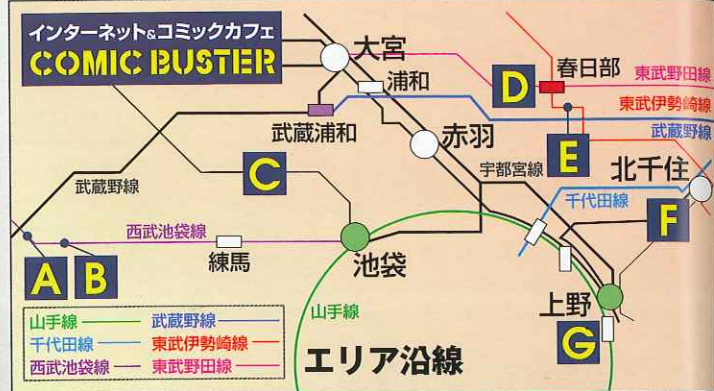 インターネット&コミックカフェ
COMIC BUSTER
大宮
浦和
D
春日部
東武野田線
東武伊勢崎線
武蔵野線
武蔵浦和
赤羽
E
北千住
宇都宮線
千代田線
C
武蔵野線
F
西武池袋線
A
B
練馬
池袋
上野
G
山手線
山手線
武蔵野線
千代田線
東武伊勢崎線
西武池袋線
東武野田線
エリア沿線